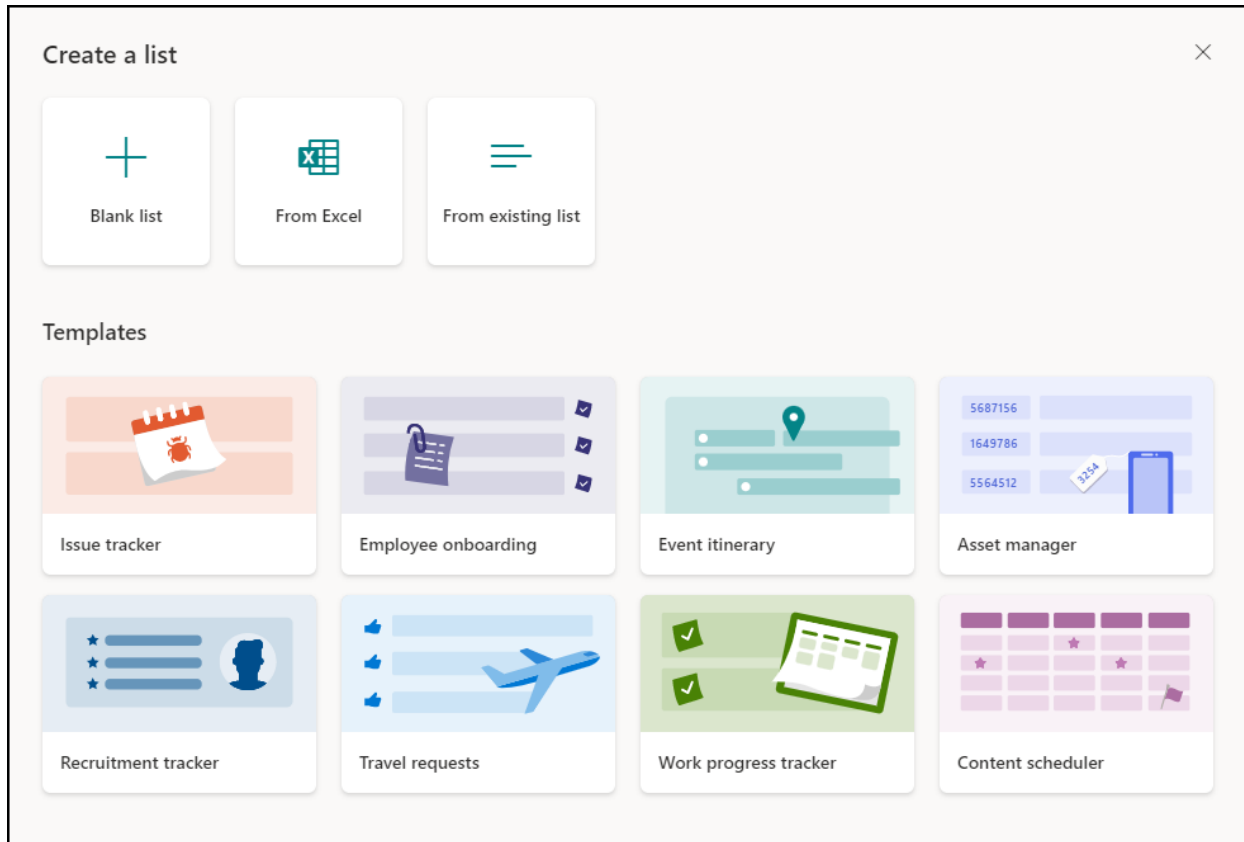 Create a list
Blank list
From Excel
From existing list
Templates
5687156
1649786
5564512
3254
Issue tracker
Employee onboarding
Event itinerary
Asset manager
Recruitment tracker
Travel requests
Work progress tracker
Content scheduler